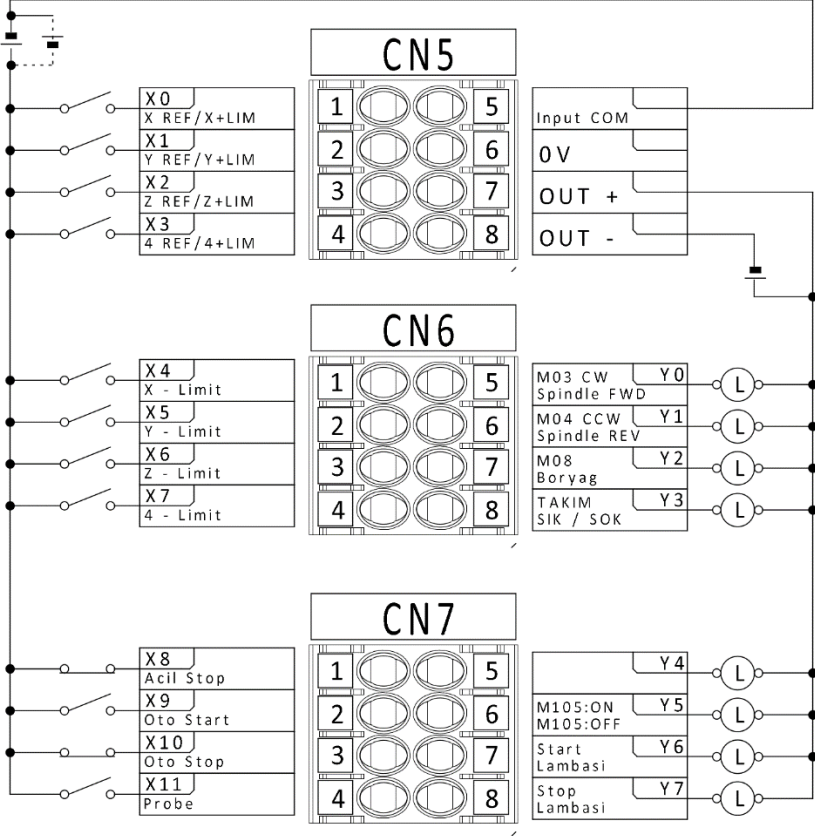 CN5
X0
X REF/X+LIM
X1
Y REF/Y+LIM
X2
Z REF/Z+LIM
X3
4 REF/4+LIM
1
2
3
4
5
6
7
8
Input COM
0V
OUT +
OUT -
CN6
X4
X - Limit
X5
Y - Limit
X6
Z - Limit
X7
4 - Limit
1
2
3
4
5
6
7
8
M03 CW Y0
Spindle FWD
M04 CCW Y1
Spindle REV
M08 Y2
Boryag
TAKIM Y3
SIK / SOK
L
L
L
L
CN7
X8
Acil Stop
X9
Oto Start
X10
Oto Stop
X11
Probe
1
2
3
4
5
6
7
8
Y4
M105:ON Y5
M105:OFF
Start Y6
Lambasi
Stop Y7
Lambasi
L
L
L
L